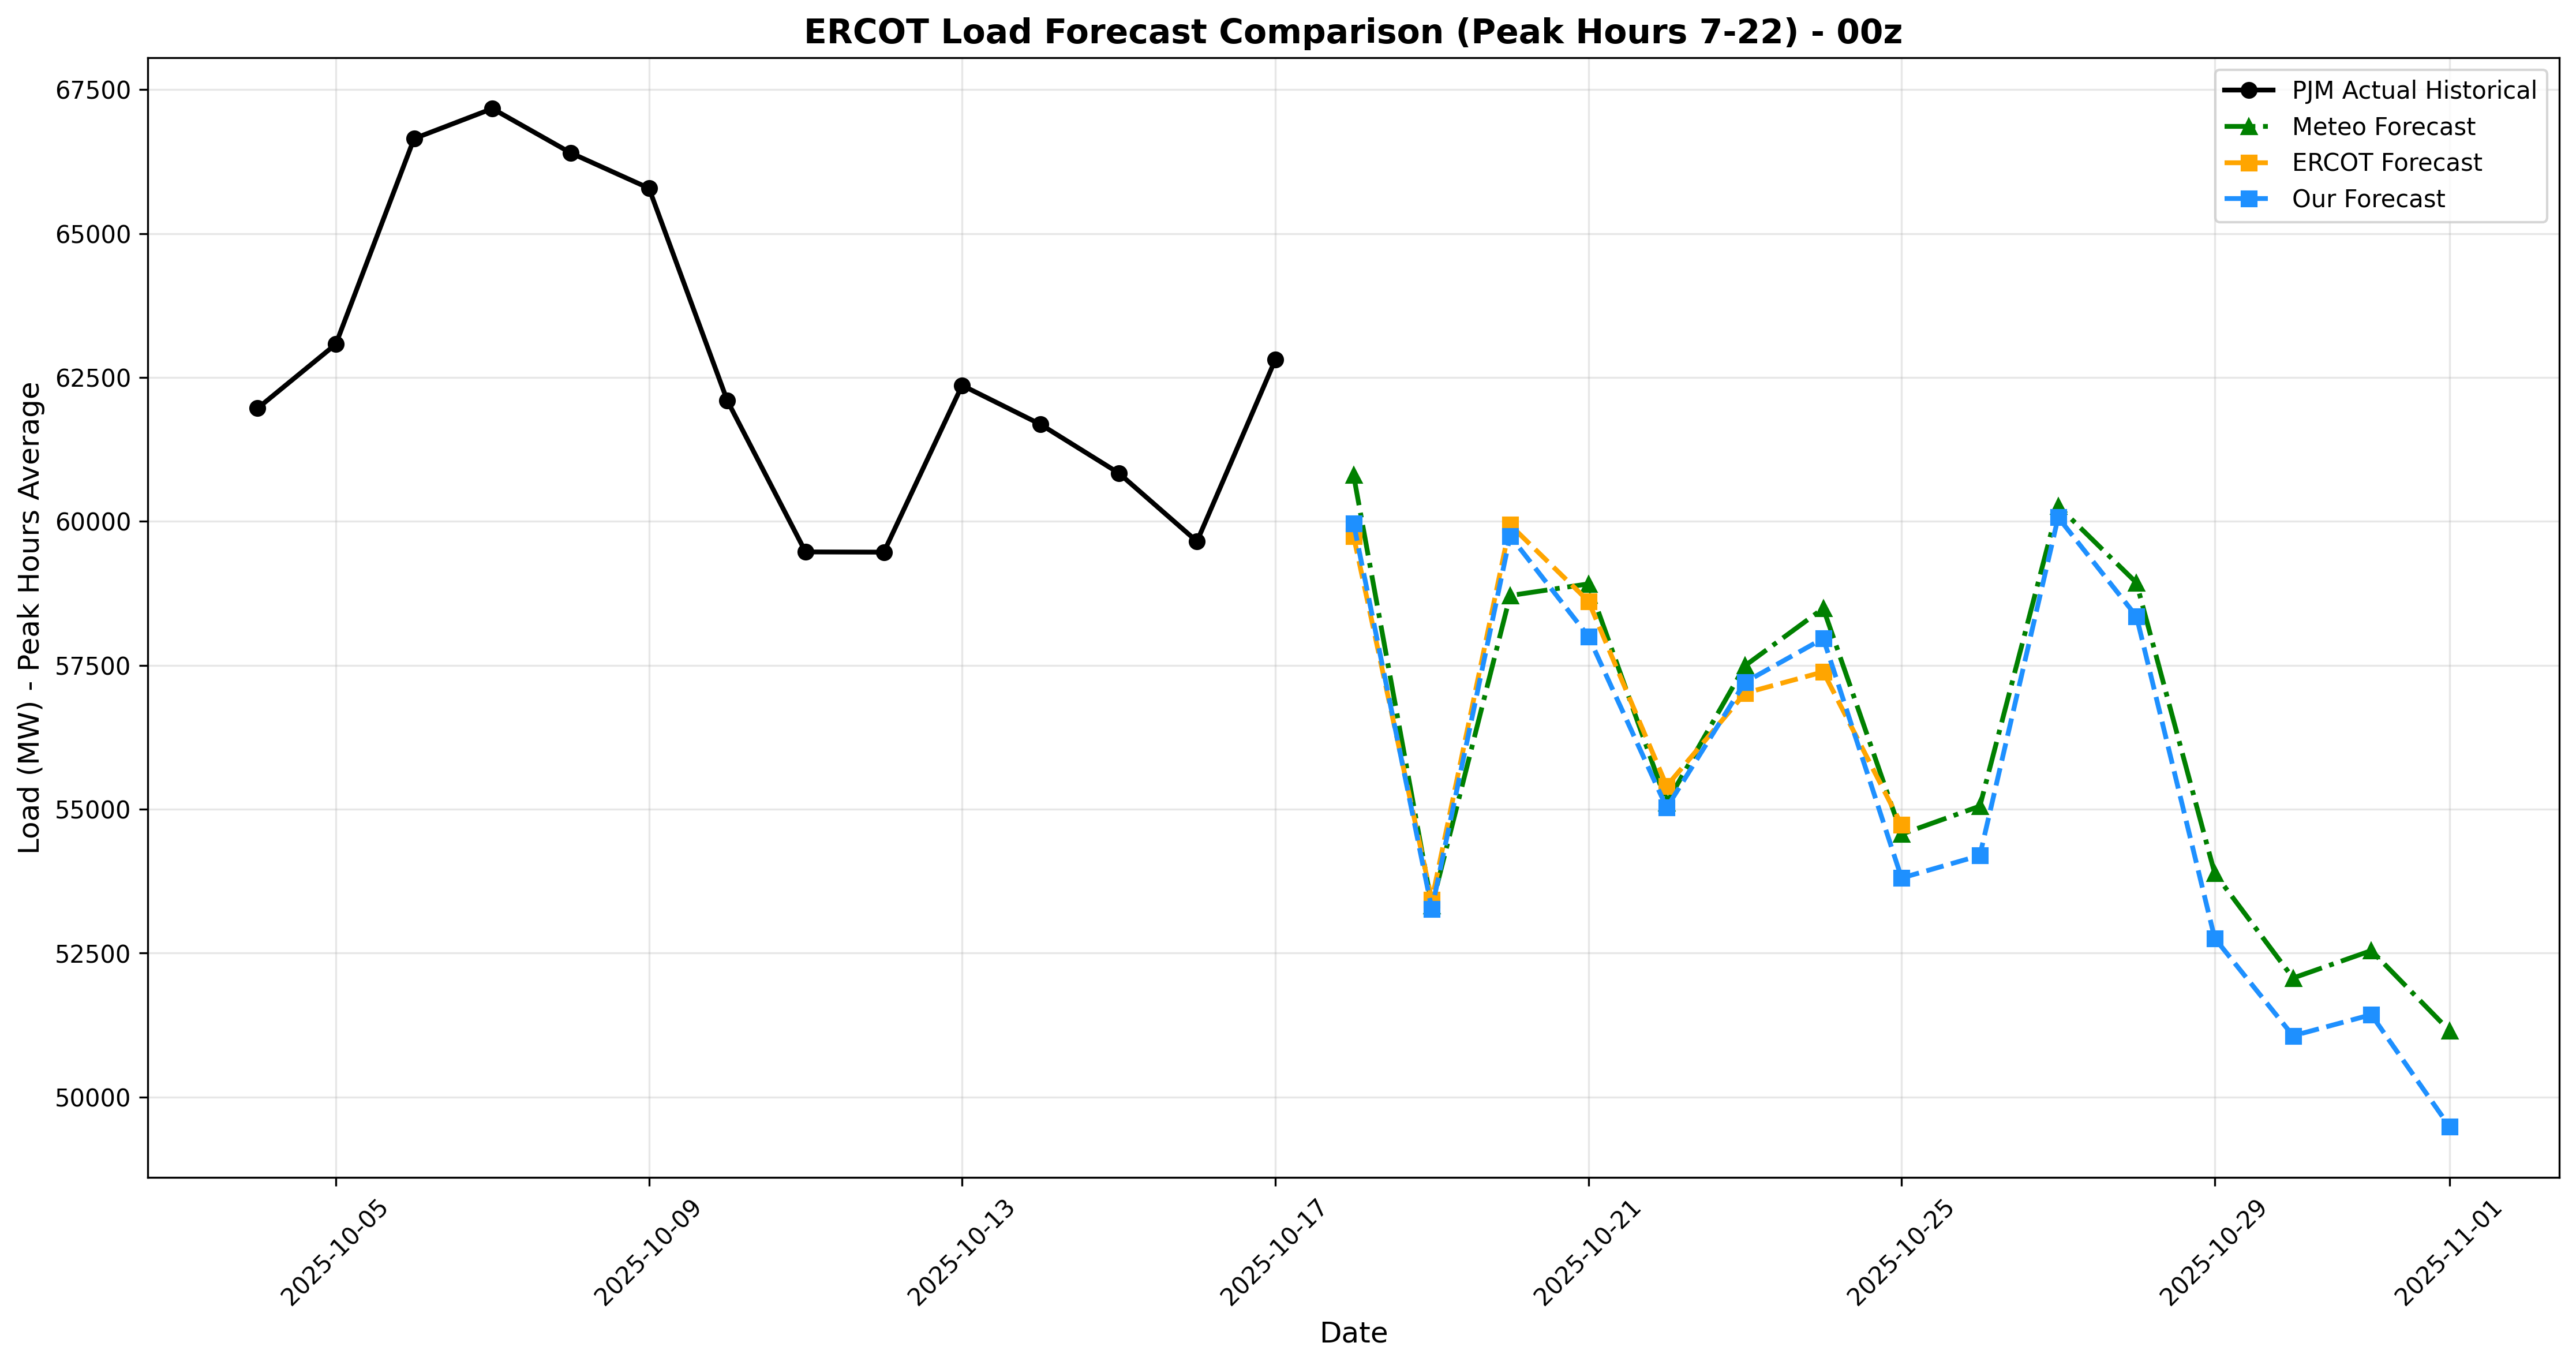 ERCOT Load Forecast Comparison (Peak Hours 7-22) - 00z
PJM Actual Historical
Meteo Forecast
ERCOT Forecast
Our Forecast
Load (MW) - Peak Hours Average
67500
65000
62500
60000
57500
55000
52500
50000
2025-10-05
2025-10-09
2025-10-13
2025-10-17
2025-10-21
2025-10-25
2025-10-29
2025-11-01
Date